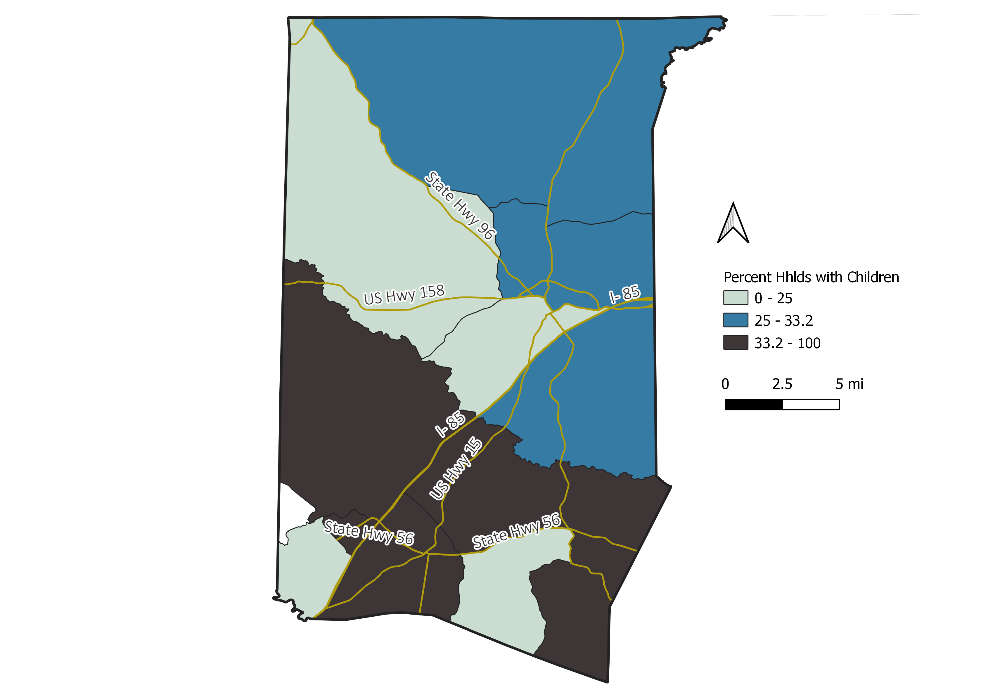 State Hwy 96
US Hwy 158
I- 85
I- 85
US Hwy 15
State Hwy 56
State Hwy 56
Percent Hhlds with Children
0 - 25
25 - 33.2
33.2 - 100
0 2.5 5 mi